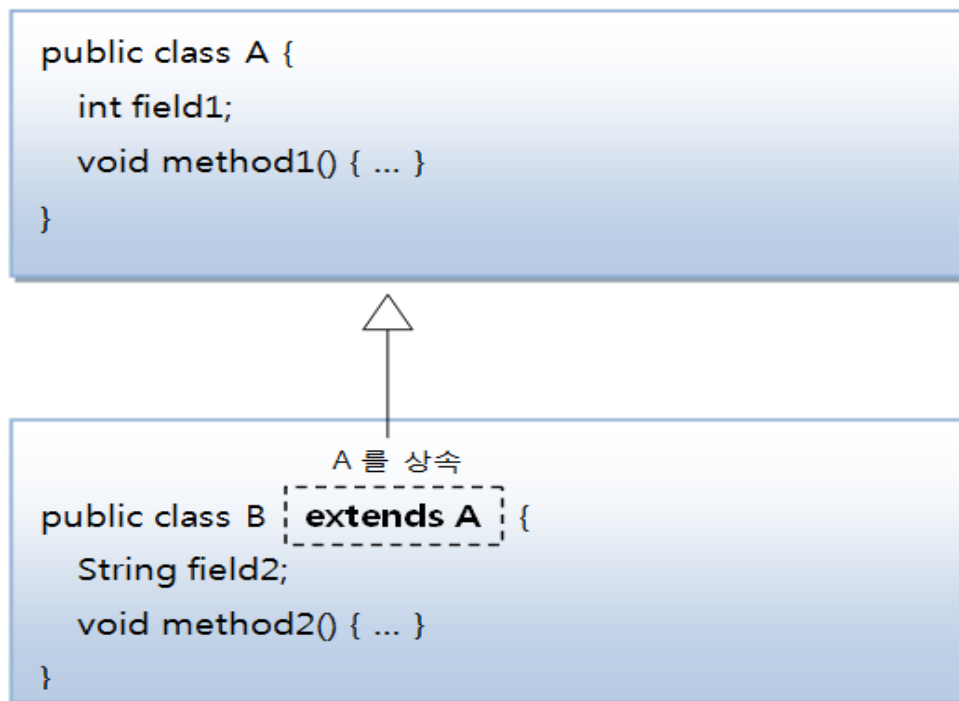 public class A {
int field1;
void method1() { ... }
}
A 를 상속
public class B extends A {
String field2;
void method2() { ... }
}